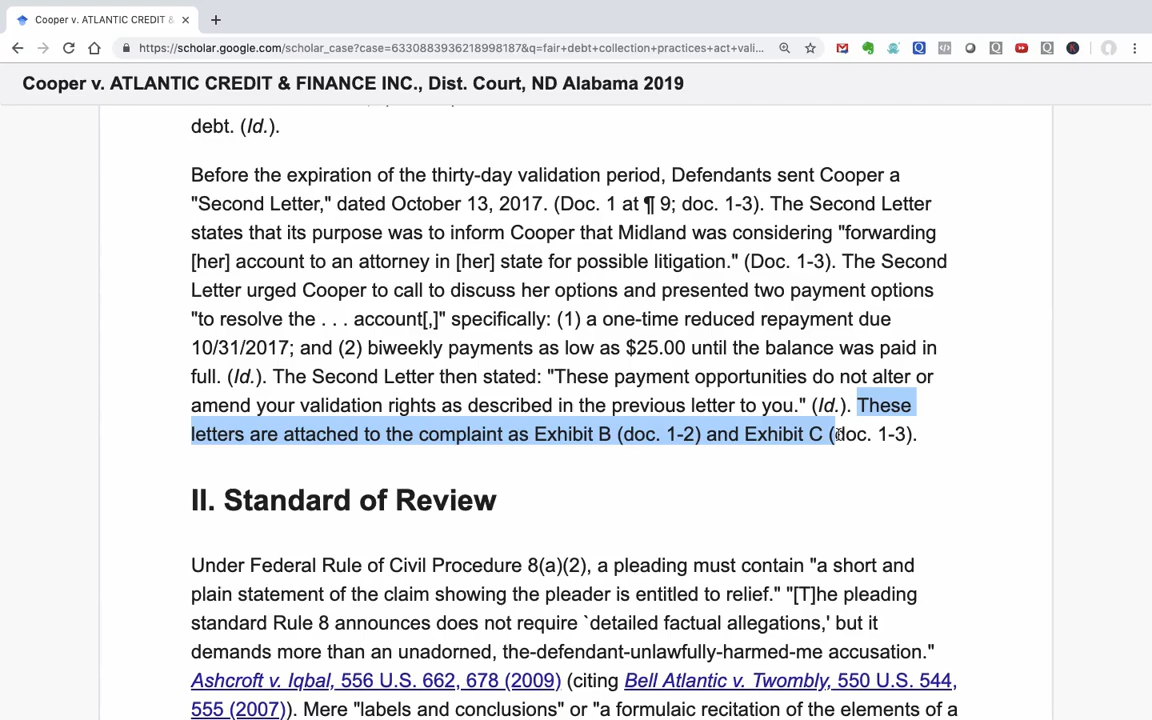 Cooper v. ATLANTIC CREDIT &
https://scholar.google.com/scholar_case?case=6330883936218998187&q=fair+debt+collection+practices+act+vali...
Cooper v. ATLANTIC CREDIT & FINANCE INC., Dist. Court, ND Alabama 2019
debt. (Id.).
Before the expiration of the thirty-day validation period, Defendants sent Cooper a
"Second Letter," dated October 13, 2017. (Doc. 1 at ¶ 9; doc. 1-3). The Second Letter
states that its purpose was to inform Cooper that Midland was considering "forwarding
[her] account to an attorney in [her] state for possible litigation." (Doc. 1-3). The Second
Letter urged Cooper to call to discuss her options and presented two payment options
"to resolve the . . . account[,]" specifically: (1) a one-time reduced repayment due
10/31/2017; and (2) biweekly payments as low as $25.00 until the balance was paid in
full. (Id.). The Second Letter then stated: "These payment opportunities do not alter or
amend your validation rights as described in the previous letter to you." (Id.). These
letters are attached to the complaint as Exhibit B (doc. 1-2) and Exhibit C (doc. 1-3).
II. Standard of Review
Under Federal Rule of Civil Procedure 8(a)(2), a pleading must contain "a short and
plain statement of the claim showing the pleader is entitled to relief." "[T]he pleading
standard Rule 8 announces does not require `detailed factual allegations,' but it
demands more than an unadorned, the-defendant-unlawfully-harmed-me accusation."
Ashcroft v. Iqbal, 556 U.S. 662, 678 (2009) (citing Bell Atlantic v. Twombly, 550 U.S. 544,
555 (2007)). Mere "labels and conclusions" or "a formulaic recitation of the elements of a